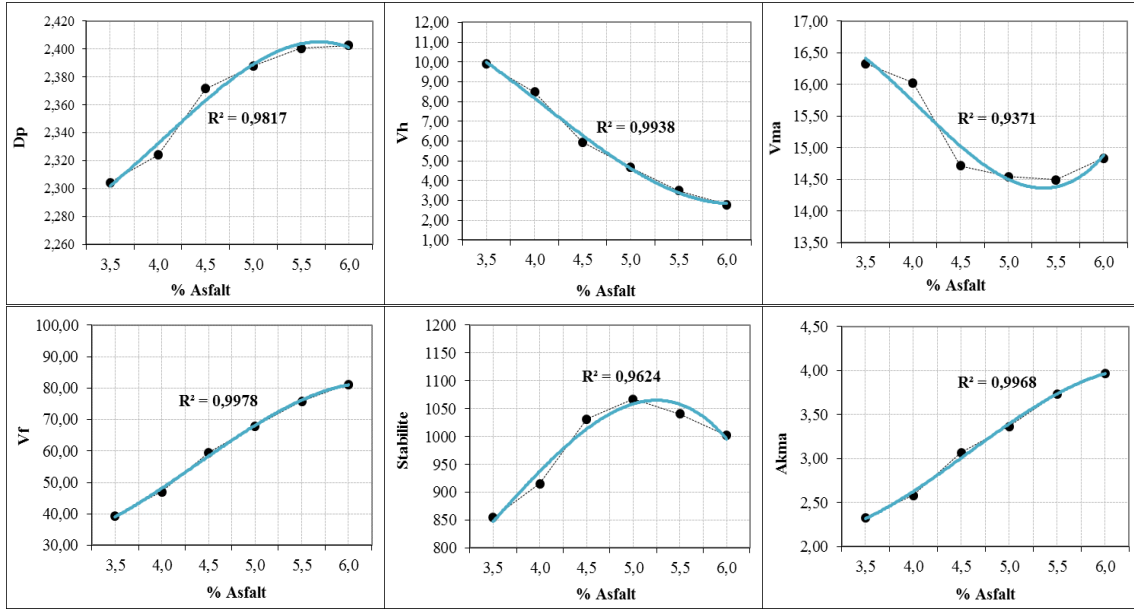 Dp
2,420
2,400
2,380
2,360
2,340
2,320
2,300
2,280
2,260
R² = 0,9817
3,5 4,0 4,5 5,0 5,5 6,0
% Asfalt
Vh
12,00
11,00
10,00
9,00
8,00
7,00
6,00
5,00
4,00
3,00
2,00
1,00
R² = 0,9938
3,5 4,0 4,5 5,0 5,5 6,0
% Asfalt
Vma
17,00
16,50
16,00
15,50
15,00
14,50
14,00
13,50
R² = 0,9371
3,5 4,0 4,5 5,0 5,5 6,0
% Asfalt
Vf
100,00
90,00
80,00
70,00
60,00
50,00
40,00
30,00
R² = 0,9978
3,5 4,0 4,5 5,0 5,5 6,0
% Asfalt
Stabilite
1200
1150
1100
1050
1000
950
900
850
800
R² = 0,9624
3,5 4,0 4,5 5,0 5,5 6,0
% Asfalt
Akma
4,50
4,00
3,50
3,00
2,50
2,00
R² = 0,9968
3,5 4,0 4,5 5,0 5,5 6,0
% Asfalt